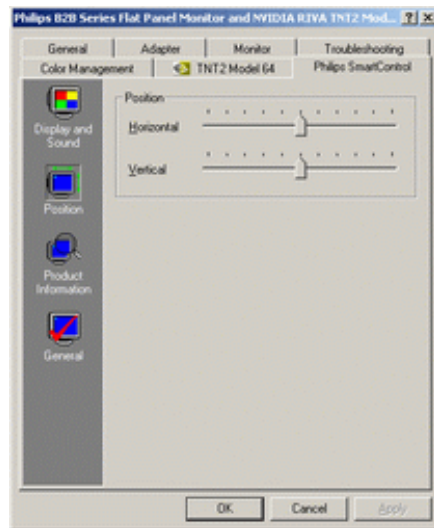 Philips B2B Series Flat Panel Monitor and NVIDIA RIVA TNT2 Mod...
General Adapter Monitor Troubleshooting
Color Management TNT2 Model 64 Philips SmartControl
Display and
Sound
Position
Product
Information
General
Position
Horizontal
Vertical
OK Cancel Apply